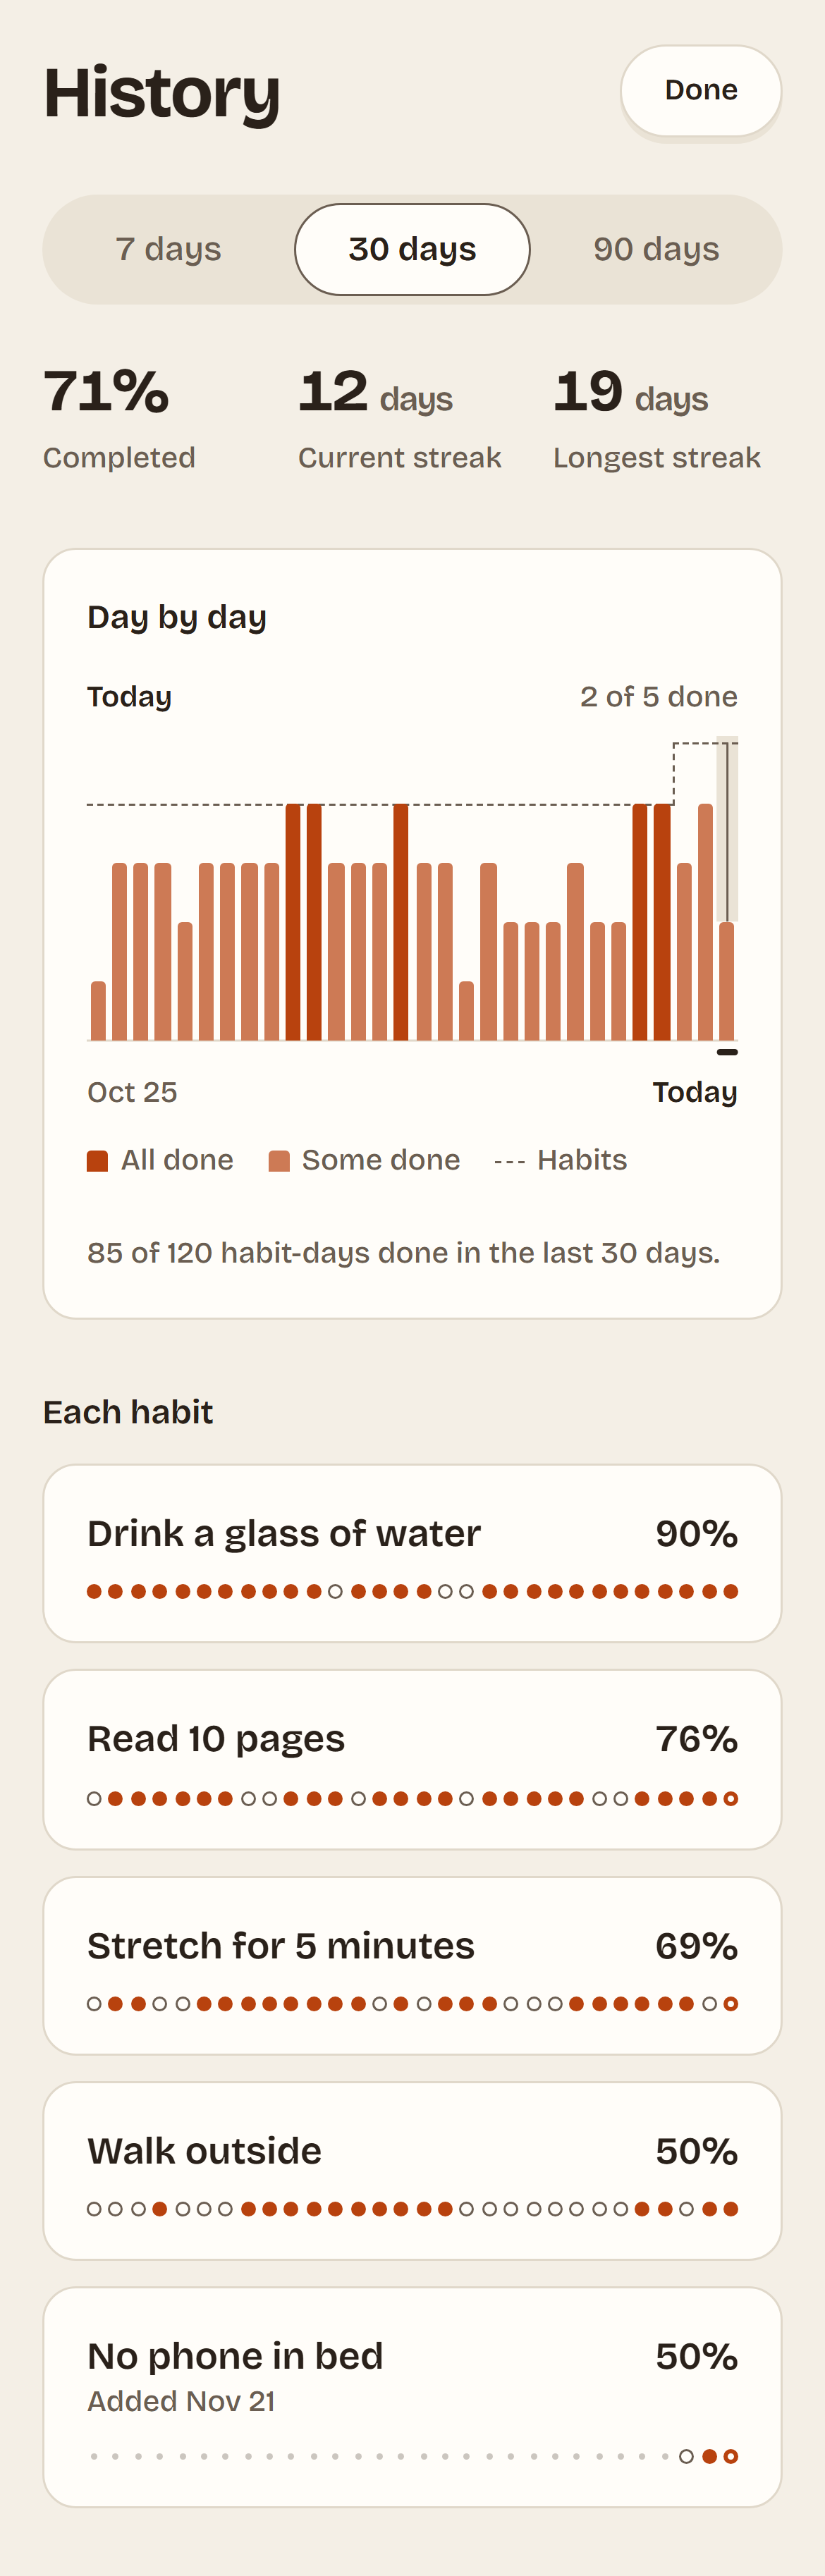 History
Done
7 days
30 days
90 days
71%
12 days
19 days
Completed
Current streak
Longest streak
Day by day
Today
2 of 5 done
Oct 25
Today
All done
Some done
Habits
85 of 120 habit-days done in the last 30 days.
Each habit
Drink a glass of water
90%
Read 10 pages
76%
Stretch for 5 minutes
69%
Walk outside
50%
No phone in bed
50%
Added Nov 21